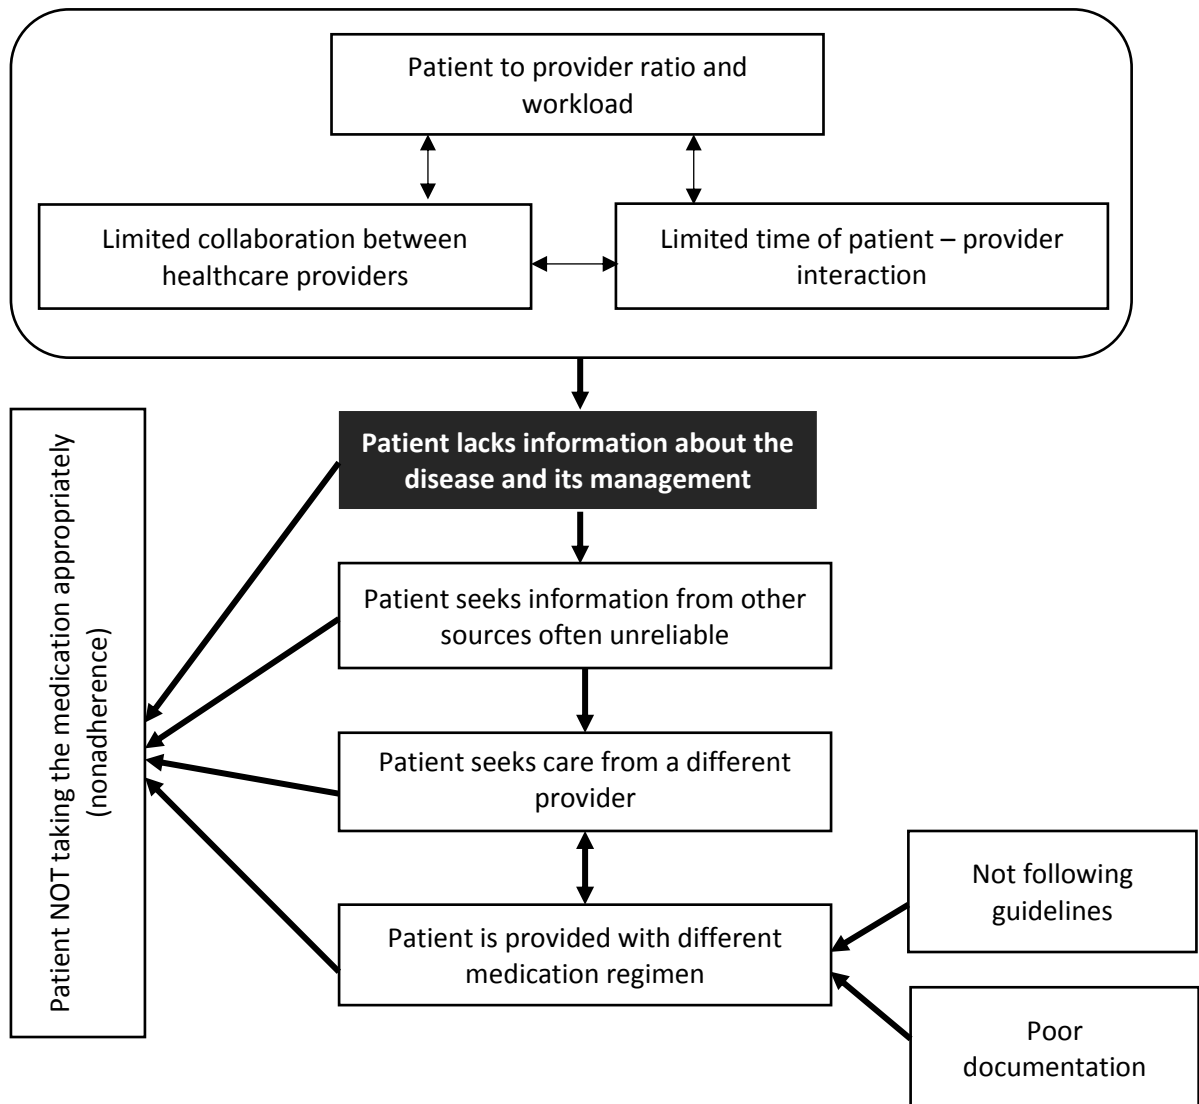 Patient to provider ratio and
workload
Limited collaboration between
healthcare providers
Limited time of patient – provider
interaction
Patient lacks information about the
disease and its management
Patient NOT taking the medication appropriately
(nonadherence)
Patient seeks information from other
sources often unreliable
Patient seeks care from a different
provider
Patient is provided with different
medication regimen
Not following
guidelines
Poor
documentation